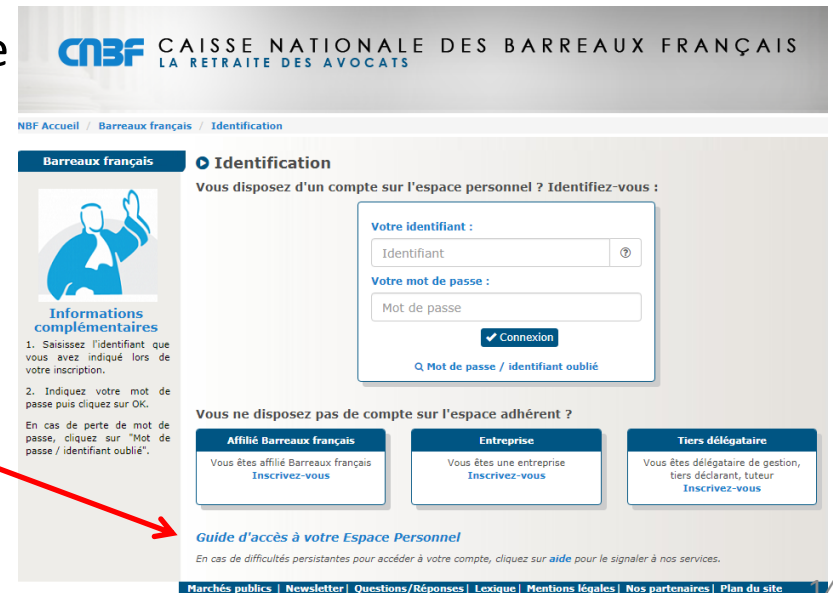 e
CNBF CAISSE NATIONALE DES BARREAUX FRANÇAIS
LA RETRAITE DES AVOCATS
NBF Accueil / Barreaux français / Identification
Barreaux français
Informations
complémentaires
1. Saisissez l'identifiant que
vous avez indiqué lors de
votre inscription.
2. Indiquez votre mot de
passe puis cliquez sur OK.
En cas de perte de mot de
passe, cliquez sur "Mot de
passe / identifiant oublié".
Identification
Vous disposez d'un compte sur l'espace personnel ? Identifiez-vous :
Votre identifiant :
Identifiant
Votre mot de passe :
Mot de passe
Connexion
Mot de passe / identifiant oublié
Vous ne disposez pas de compte sur l'espace adhérent ?
Affilié Barreaux français
Vous êtes affilié Barreaux français
Inscrivez-vous
Entreprise
Vous êtes une entreprise
Inscrivez-vous
Tiers délégataire
Vous êtes délégataire de gestion,
tiers déclarant, tuteur
Inscrivez-vous
Guide d'accès à votre Espace Personnel
En cas de difficultés persistantes pour accéder à votre compte, cliquez sur aide pour le signaler à nos services.
Marchés publics | Newsletter| Questions/Réponses| Lexique| Mentions légales| Nos partenaires| Plan du site